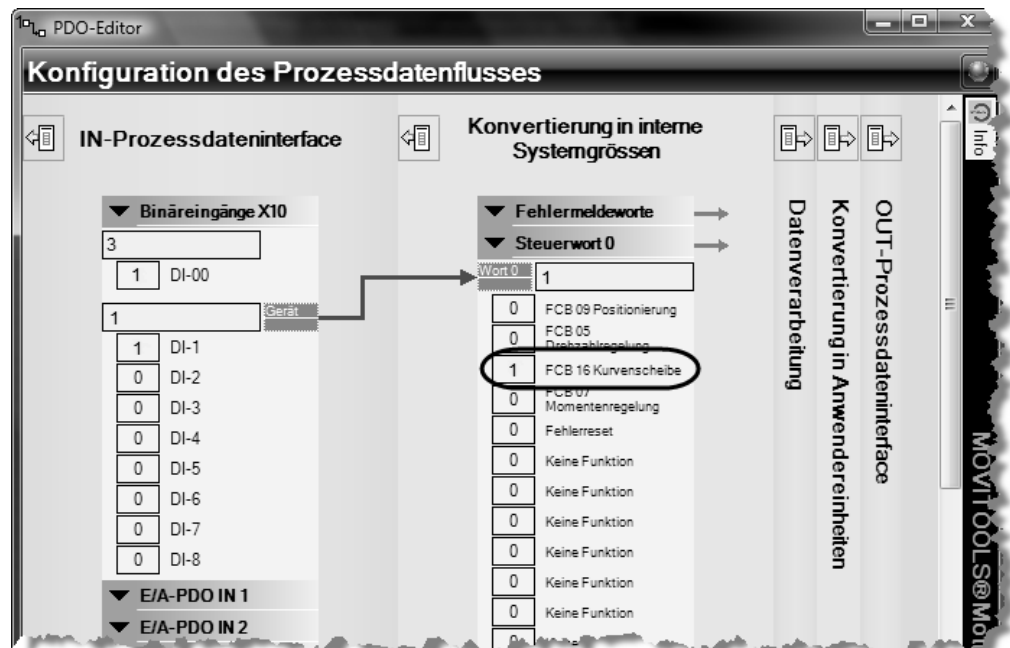 PDO-Editor
Konfiguration des Prozessdatenflusses
IN-Prozessdateninterface
Binäreingänge X10
3
1 DI-00
1
Gerät
1 DI-1
0 DI-2
0 DI-3
0 DI-4
0 DI-5
0 DI-6
0 DI-7
0 DI-8
E/A-PDO IN 1
E/A-PDO IN 2
Konvertierung in interne
Systemgrössen
Fehlermeldeworte
Steuerwort 0
Wort 0
1
0 FCB 09 Positionierung
0 FCB 05
Drehzahlregelung
1 FCB 16 Kurvenscheibe
0 FCB 07
Momentenregelung
0 Fehlerreset
0 Keine Funktion
0 Keine Funktion
0 Keine Funktion
0 Keine Funktion
0 Keine Funktion
0 Keine Funktion
Datenverarbeitung
Konvertierung in Anwendereinheiten
OUT-Prozessdateninterface
Info
MOVITOOLS®